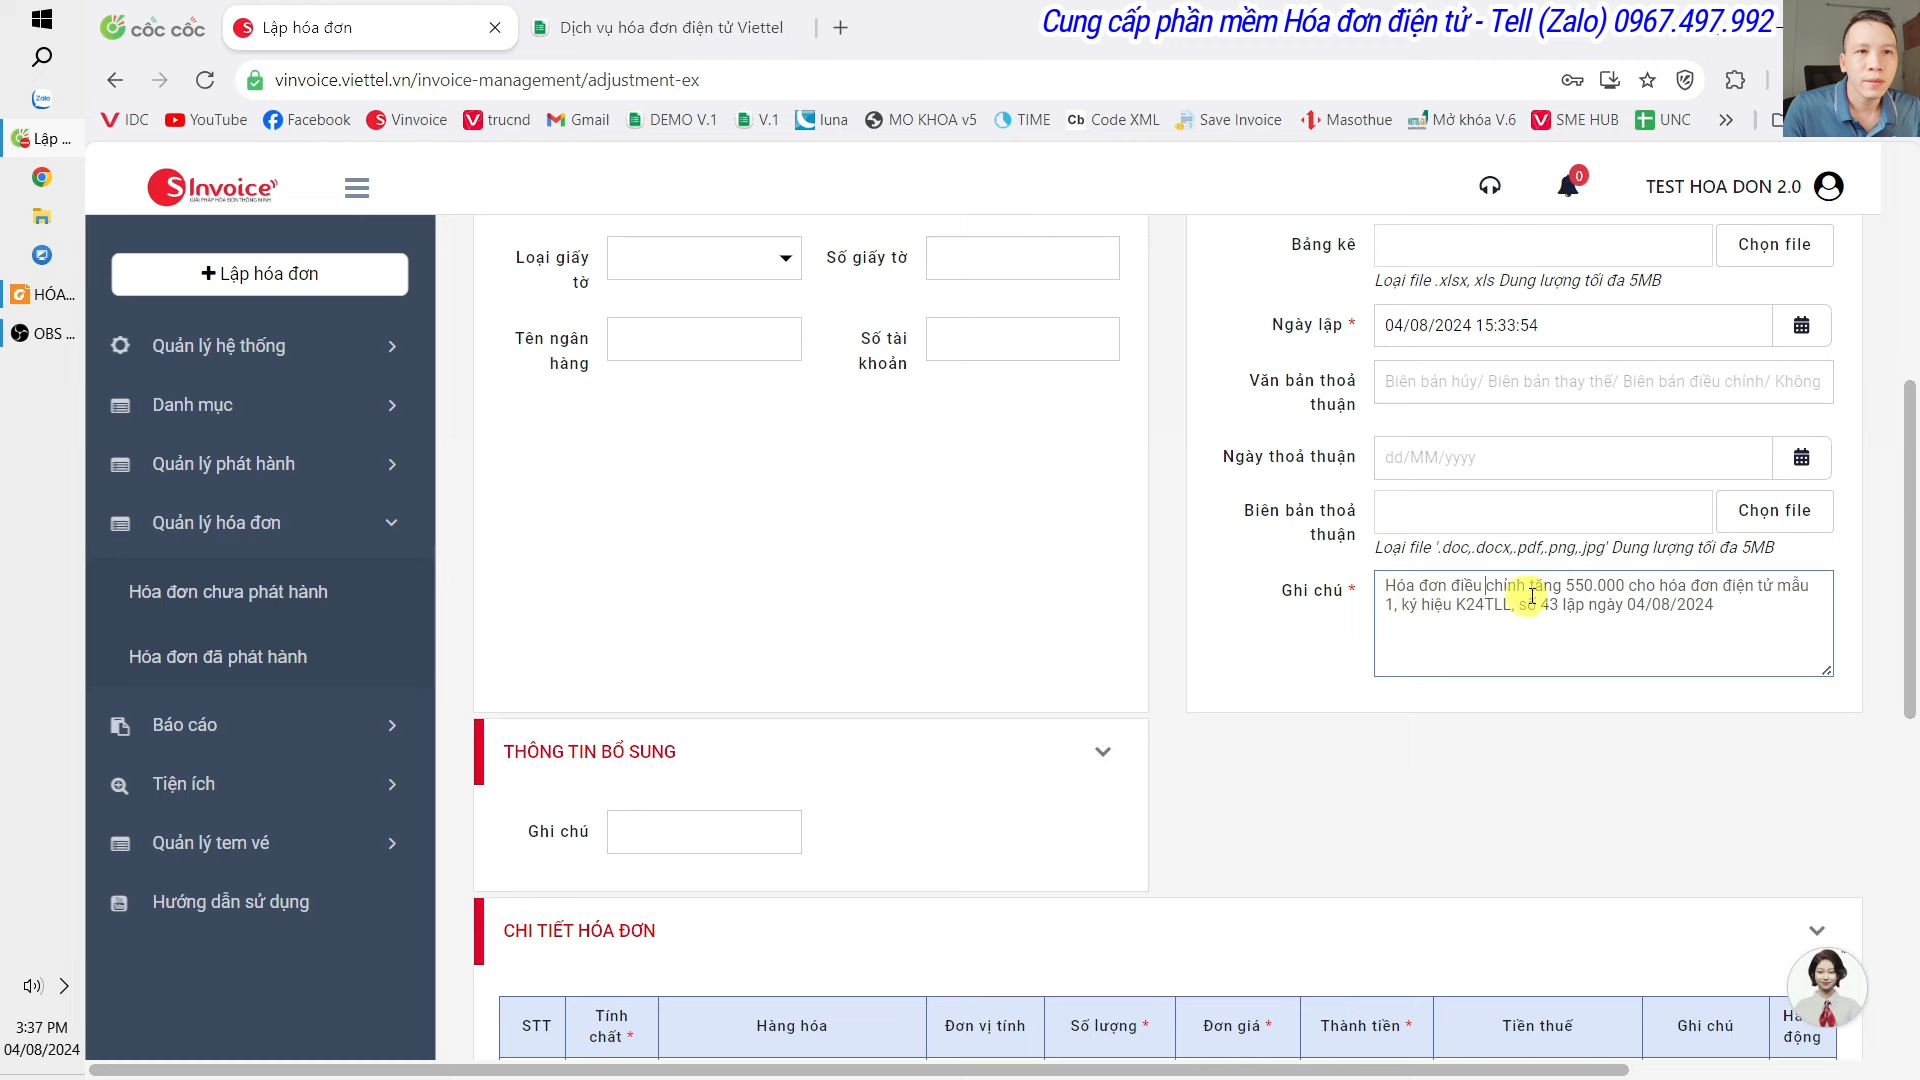 Cung cấp phần mềm Hóa đơn điện tử - Tell (Zalo) 0967.497.992
cốc cốc
Lập hóa đơn
Dịch vụ hóa đơn điện tử Viettel
Zalo
vinvoice.viettel.vn/invoice-management/adjustment-ex
IDC
YouTube
Facebook
Vinvoice
trucnd
Gmail
DEMO V.1
V.1
luna
MO KHOA v5
TIME
Cb Code XML
Save Invoice
Masothue
Mở khóa V.6
SME HUB
UNC
Lập ...
HÓA...
OBS ...
SInvoice
GIẢI PHÁP HÓA ĐƠN THÔNG MINH
0
TEST HOA DON 2.0
Lập hóa đơn
Quản lý hệ thống
Danh mục
Quản lý phát hành
Quản lý hóa đơn
Hóa đơn chưa phát hành
Hóa đơn đã phát hành
Báo cáo
Tiện ích
Quản lý tem vé
Hướng dẫn sử dụng
Loại giấy tờ
Số giấy tờ
Tên ngân hàng
Số tài khoản
Bảng kê
Chọn file
Loại file .xlsx, xls Dung lượng tối đa 5MB
Ngày lập *
04/08/2024 15:33:54
Văn bản thoả thuận
Biên bản hủy/ Biên bản thay thế/ Biên bản điều chỉnh/ Không
Ngày thoả thuận
dd/MM/yyyy
Biên bản thoả thuận
Chọn file
Loại file '.doc,.docx,.pdf,.png,.jpg' Dung lượng tối đa 5MB
Ghi chú *
Hóa đơn điều chỉnh tăng 550.000 cho hóa đơn điện tử mẫu
1, ký hiệu K24TLL, số 43 lập ngày 04/08/2024
THÔNG TIN BỔ SUNG
Ghi chú
CHI TIẾT HÓA ĐƠN
STT
Tính chất *
Hàng hóa
Đơn vị tính
Số lượng *
Đơn giá *
Thành tiền *
Tiền thuế
Ghi chú
động
3:37 PM
04/08/2024